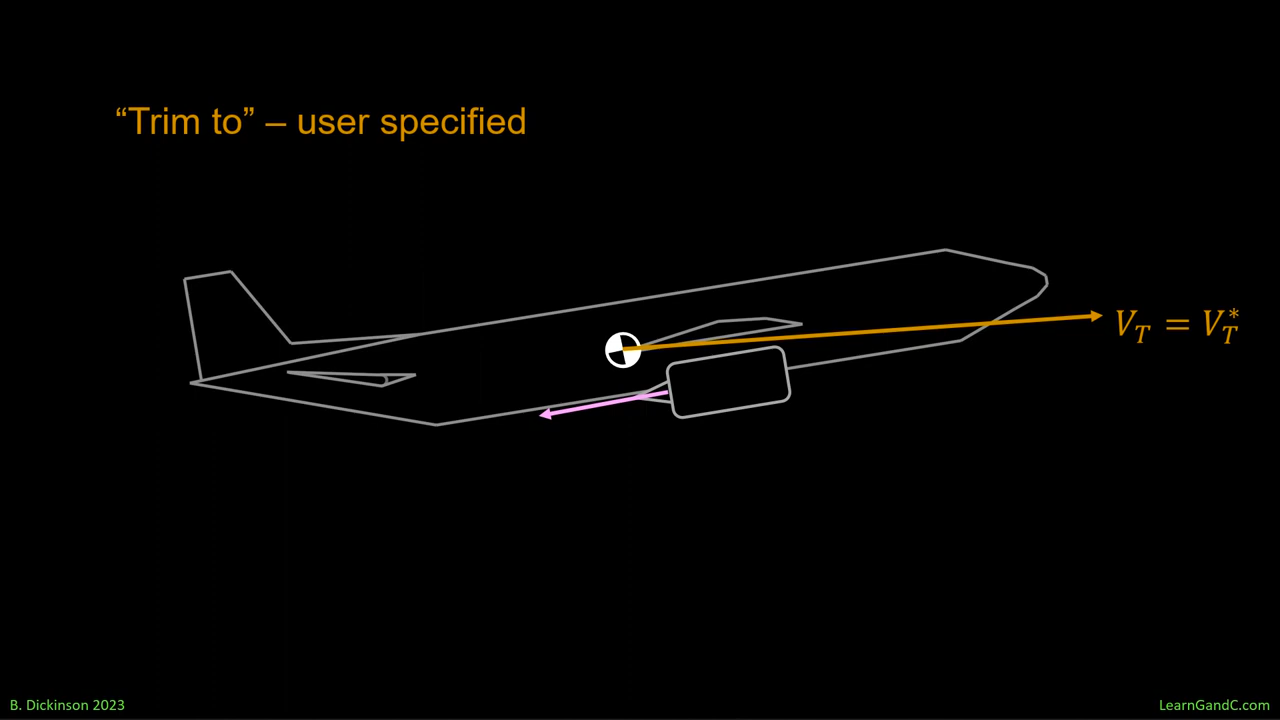 “Trim to” – user specified
V_T = V_T^*
B. Dickinson 2023
LearnGandC.com